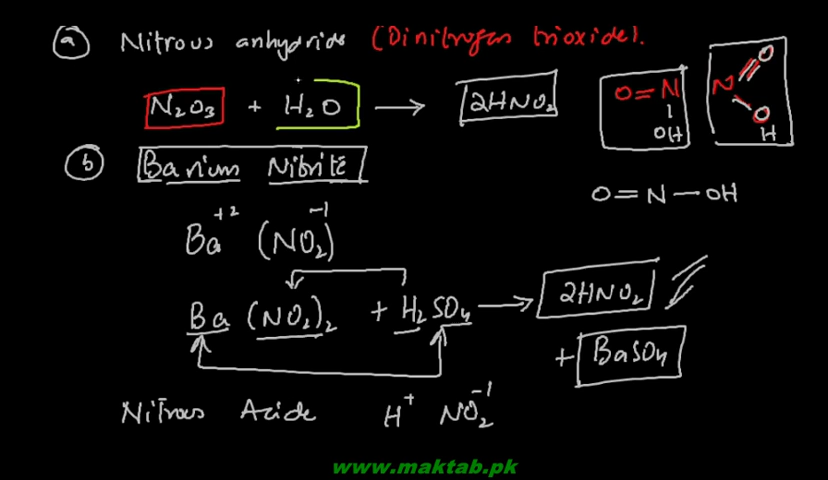 a Nitrous anhydride (Dinitrogen trioxide).
N₂O₃ + H₂O → 2HNO₂
O=N
OH
N
O
O
H
b Barium Nitrite
O=N—OH
Ba⁺² (NO₂)⁻¹
Ba (NO₂)₂ + H₂SO₄ → 2HNO₂
+ BaSO₄
Nitrous Acide H⁺ NO₂⁻¹
www.maktab.pk